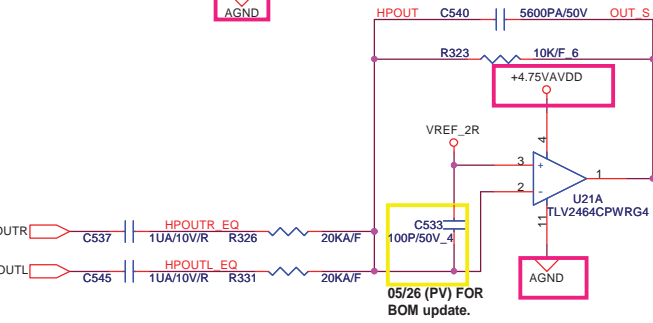 AGND
HPOUT C540 5600PA/50V OUT_S
R323 10K/F_6
+4.75VAVDD
VREF_2R
4
3 +
1
2 -
U21A
TLV2464CPWRG4
11
C533
100P/50V_4
OUTR HPOUTR_EQ
C537 1UA/10V/R R326 20KA/F
OUTL HPOUTL_EQ
C545 1UA/10V/R R331 20KA/F
AGND
05/26 (PV) FOR
BOM update.